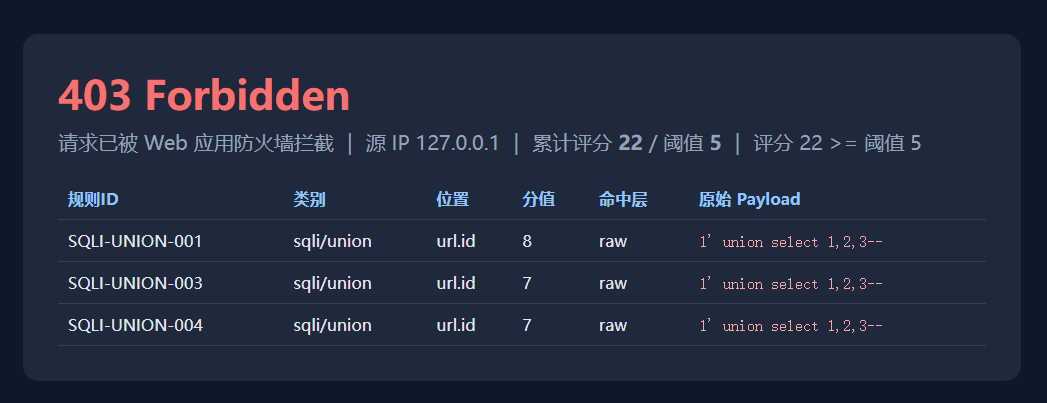 403 Forbidden
请求已被 Web 应用防火墙拦截 | 源 IP 127.0.0.1 | 累计评分 22 / 阈值 5 | 评分 22 >= 阈值 5
规则ID 类别 位置 分值 命中层 原始 Payload
SQLI-UNION-001 sqli/union url.id 8 raw 1' union select 1,2,3--
SQLI-UNION-003 sqli/union url.id 7 raw 1' union select 1,2,3--
SQLI-UNION-004 sqli/union url.id 7 raw 1' union select 1,2,3--